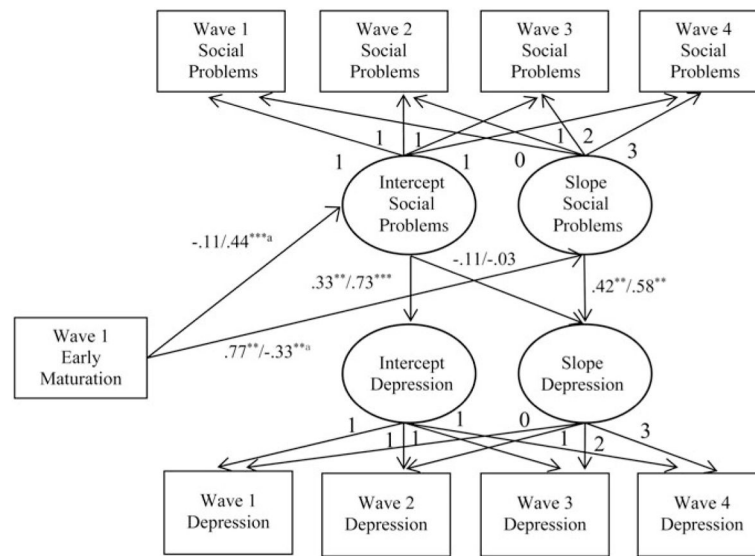 Wave 1
Social
Problems
Wave 2
Social
Problems
Wave 3
Social
Problems
Wave 4
Social
Problems
1
1
1
1
0
1
2
3
Intercept
Social
Problems
Slope
Social
Problems
-.11/.44***a
.33**/.73***
-.11/-.03
.42**/.58**
Wave 1
Early
Maturation
.77**/-.33**a
Intercept
Depression
Slope
Depression
1
1
1
1
0
1
2
3
Wave 1
Depression
Wave 2
Depression
Wave 3
Depression
Wave 4
Depression